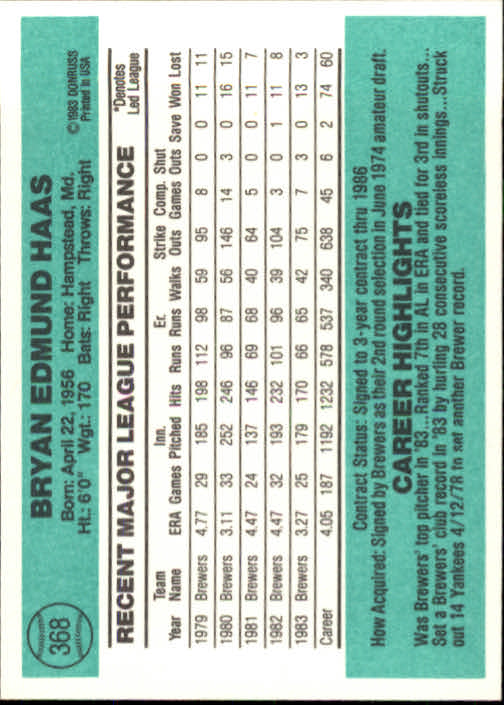 368
BRYAN EDMUND HAAS
Born: April 22, 1956 Home: Hampstead, Md.
Ht.: 6'0" Wgt.: 170 Bats: Right Throws: Right
© 1983 DONRUSS
Printed in USA
RECENT MAJOR LEAGUE PERFORMANCE
*Denotes
Led League
Year Team Name ERA Games Inn. Pitched Hits Runs Er. Runs Walks Strike Outs Comp. Games Shut Outs Save Won Lost
1979 Brewers 4.77 29 185 198 112 98 59 95 8 0 0 11 11
1980 Brewers 3.11 33 252 246 96 87 56 146 14 3 0 16 15
1981 Brewers 4.47 24 137 146 69 68 40 64 5 0 0 11 7
1982 Brewers 4.47 32 193 232 101 96 39 104 3 0 1 11 8
1983 Brewers 3.27 25 179 170 66 65 42 75 7 3 0 13 3
Career 4.05 187 1192 1232 578 537 340 638 45 6 2 74 60
Contract Status: Signed to 3-year contract thru 1986
How Acquired: Signed by Brewers as their 2nd round selection in June 1974 amateur draft.
CAREER HIGHLIGHTS
Was Brewers' top pitcher in '83... Ranked 7th in AL in ERA and tied for 3rd in shutouts...
Set a Brewers' club record in '83 by hurling 28 consecutive scoreless innings... Struck
out 14 Yankees 4/12/78 to set another Brewer record.